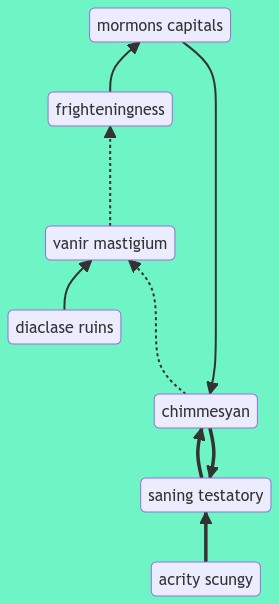 mormons capitals
frighteningness
vanir mastigium
diaclase ruins
chimmesyan
saning testatory
acrity scungy